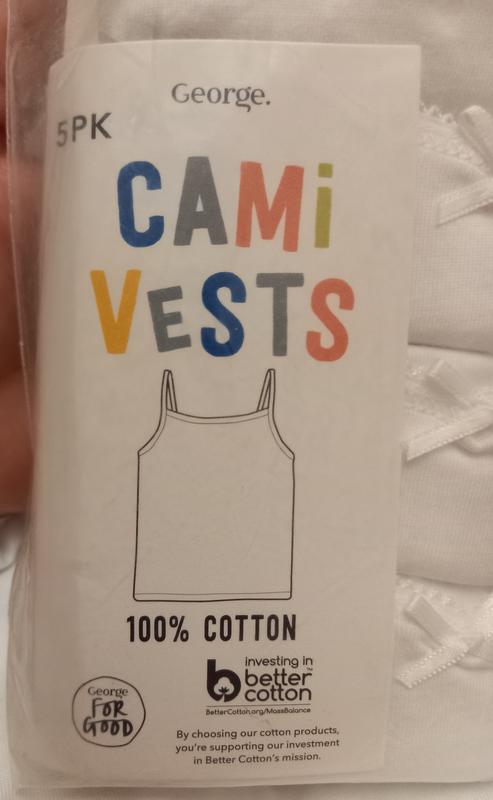 George.
5PK
CAMi
VESTS
100% COTTON
investing in
better™
cotton
BetterCotton.org/MassBalance
George
FOR
GOOD
By choosing our cotton products,
you're supporting our investment
in Better Cotton's mission.